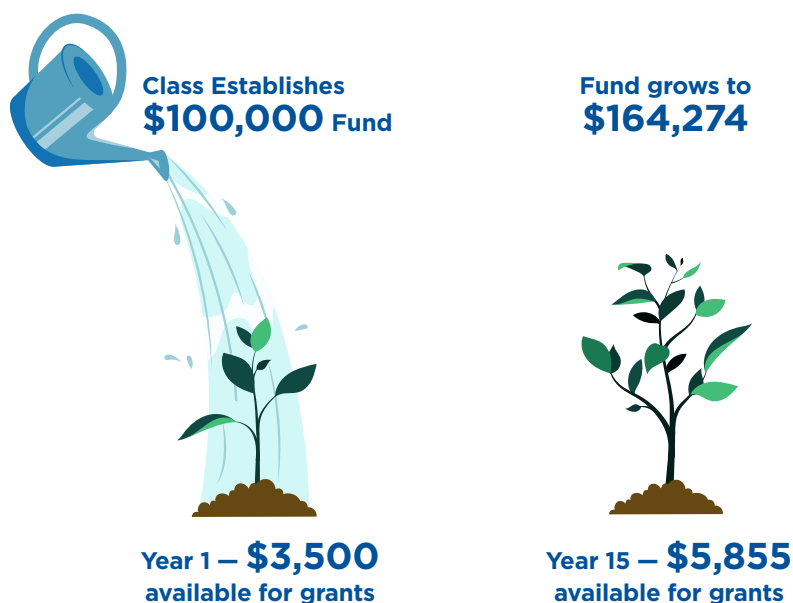 Class Establishes
$100,000 Fund
Fund grows to
$164,274
Year 1 – $3,500
available for grants
Year 15 – $5,855
available for grants